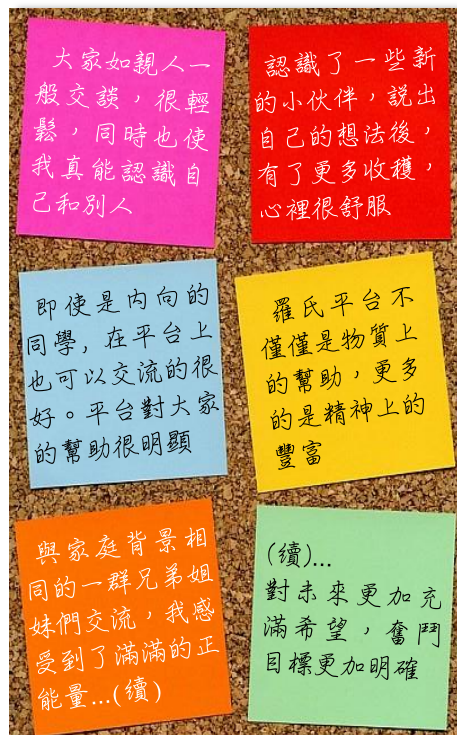 大家如親人一
般交談，很輕
鬆，同時也使
我真能認識自
己和別人
認識了一些新
的小伙伴，説出
自己的想法後，
有了更多收穫，
心裡很舒服
即使是内向的
同學, 在平台上
也可以交流的很
好。平台對大家
的幫助很明顯
羅氏平台不
僅僅是物質上
的幫助，更多
的是精神上的
豐富
與家庭背景相
同的一群兄弟姐
妹們交流，我感
受到了滿滿的正
能量...(續)
(續)...
對未來更加充
滿希望，奮鬥
目標更加明確